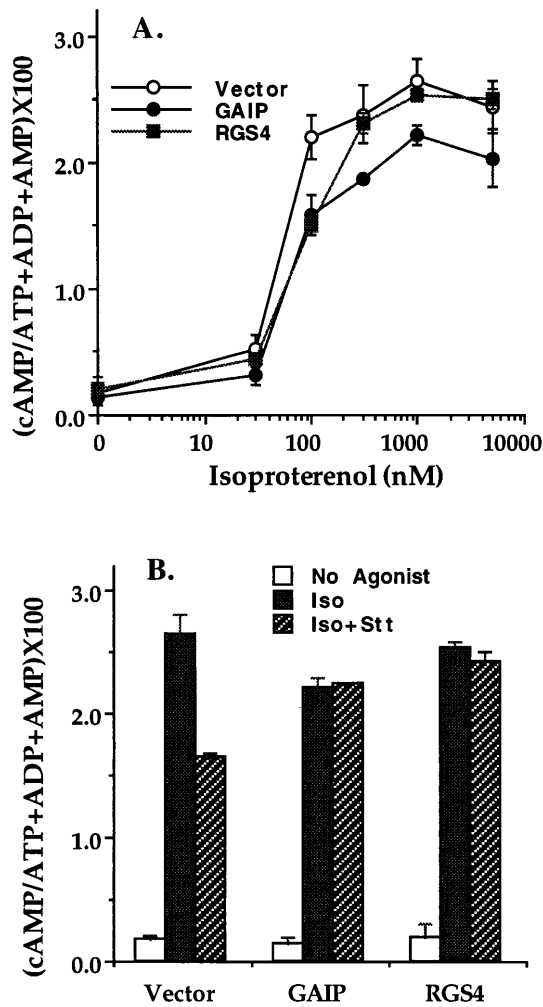 A.
(cAMP/ATP+ADP+AMP)X100
3.0
2.0
1.0
0.0
Vector
GAIP
RGS4
0 10 100 1000 10000
Isoproterenol (nM)
B.
(cAMP/ATP+ADP+AMP)X100
3.0
2.0
1.0
0.0
No Agonist
Iso
Iso+Stt
Vector GAIP RGS4